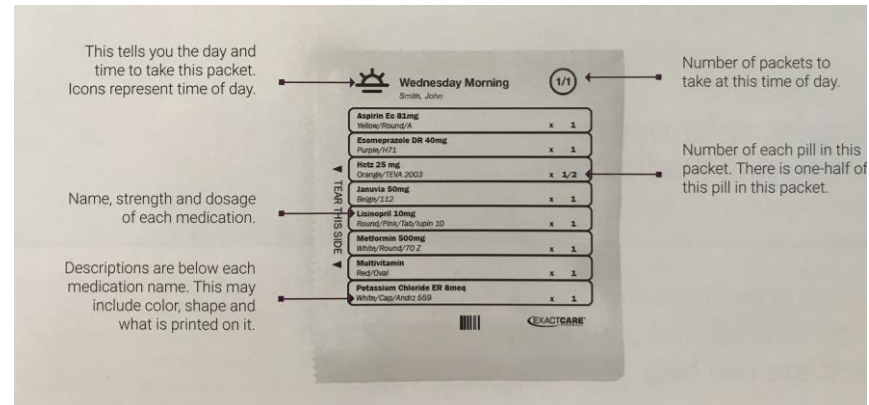 This tells you the day and
time to take this packet.
Icons represent time of day.
Name, strength and dosage
of each medication.
Descriptions are below each
medication name. This may
include color, shape and
what is printed on it.
Wednesday Morning
Smith, John
1/1
Aspirin Ec 81mg
Yellow/Round/A x 1
Esomeprazole DR 40mg
Purple/H71 x 1
Hctz 25 mg
Orange/TEVA 2003 x 1/2
Januvia 50mg
Beige/112 x 1
Lisinopril 10mg
Round/Pink/Tab/lupin 10 x 1
Metformin 500mg
White/Round/70 Z x 1
Multivitamin
Red/Oval x 1
Potassium Chloride ER 8meq
White/Cap/Andrz 559 x 1
TEAR THIS SIDE
EXACTCARE
Number of packets to
take at this time of day.
Number of each pill in this
packet. There is one-half of
this pill in this packet.